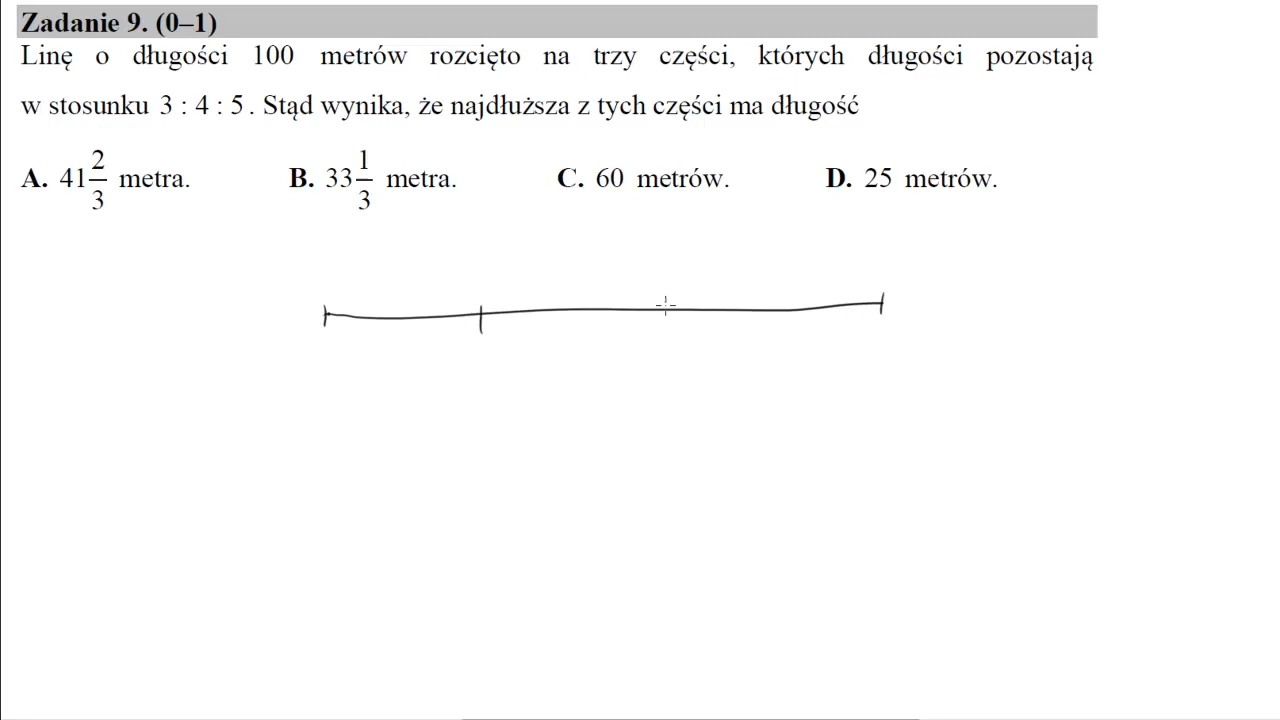 Zadanie 9. (0–1)
Linę o długości 100 metrów rozcięto na trzy części, których długości pozostają
w stosunku 3 : 4 : 5 . Stąd wynika, że najdłuższa z tych części ma długość
A. 41 2/3 metra. B. 33 1/3 metra. C. 60 metrów. D. 25 metrów.